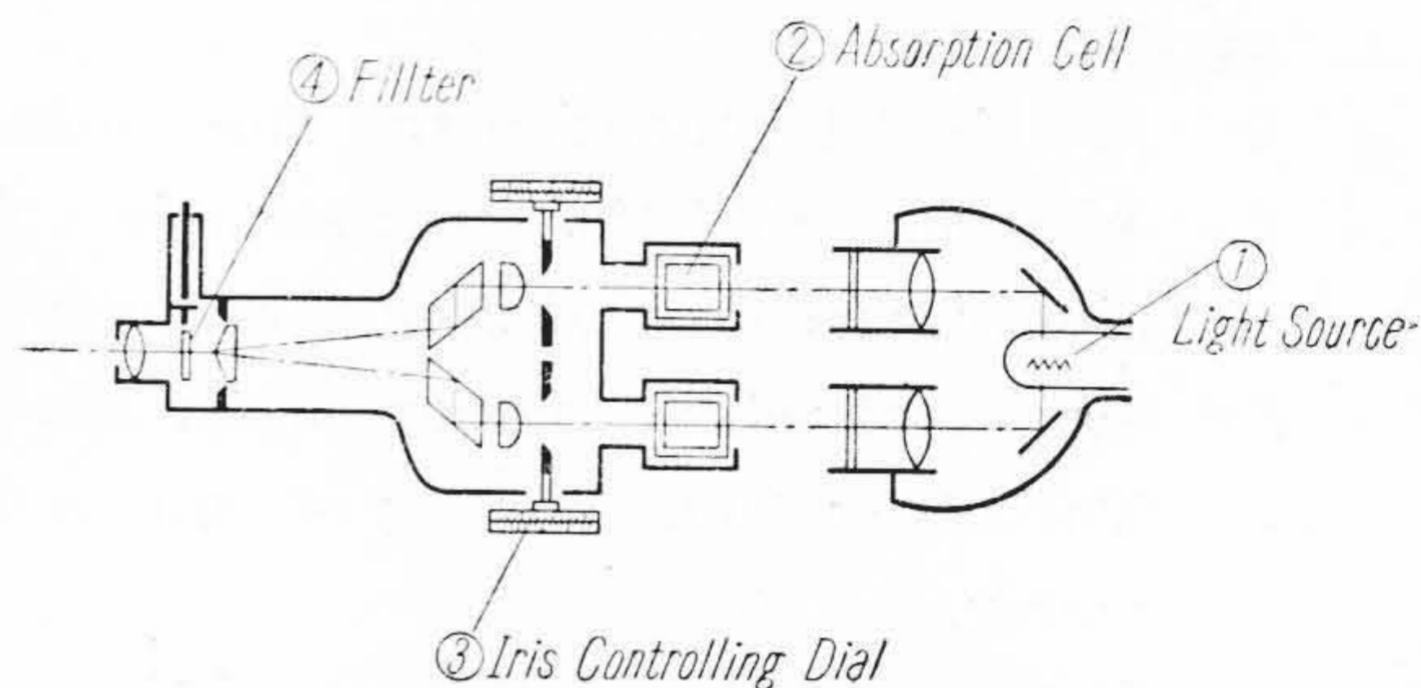 ② Absorption Cell
④ Fillter
①
Light Source
③ Iris Controlling Dial